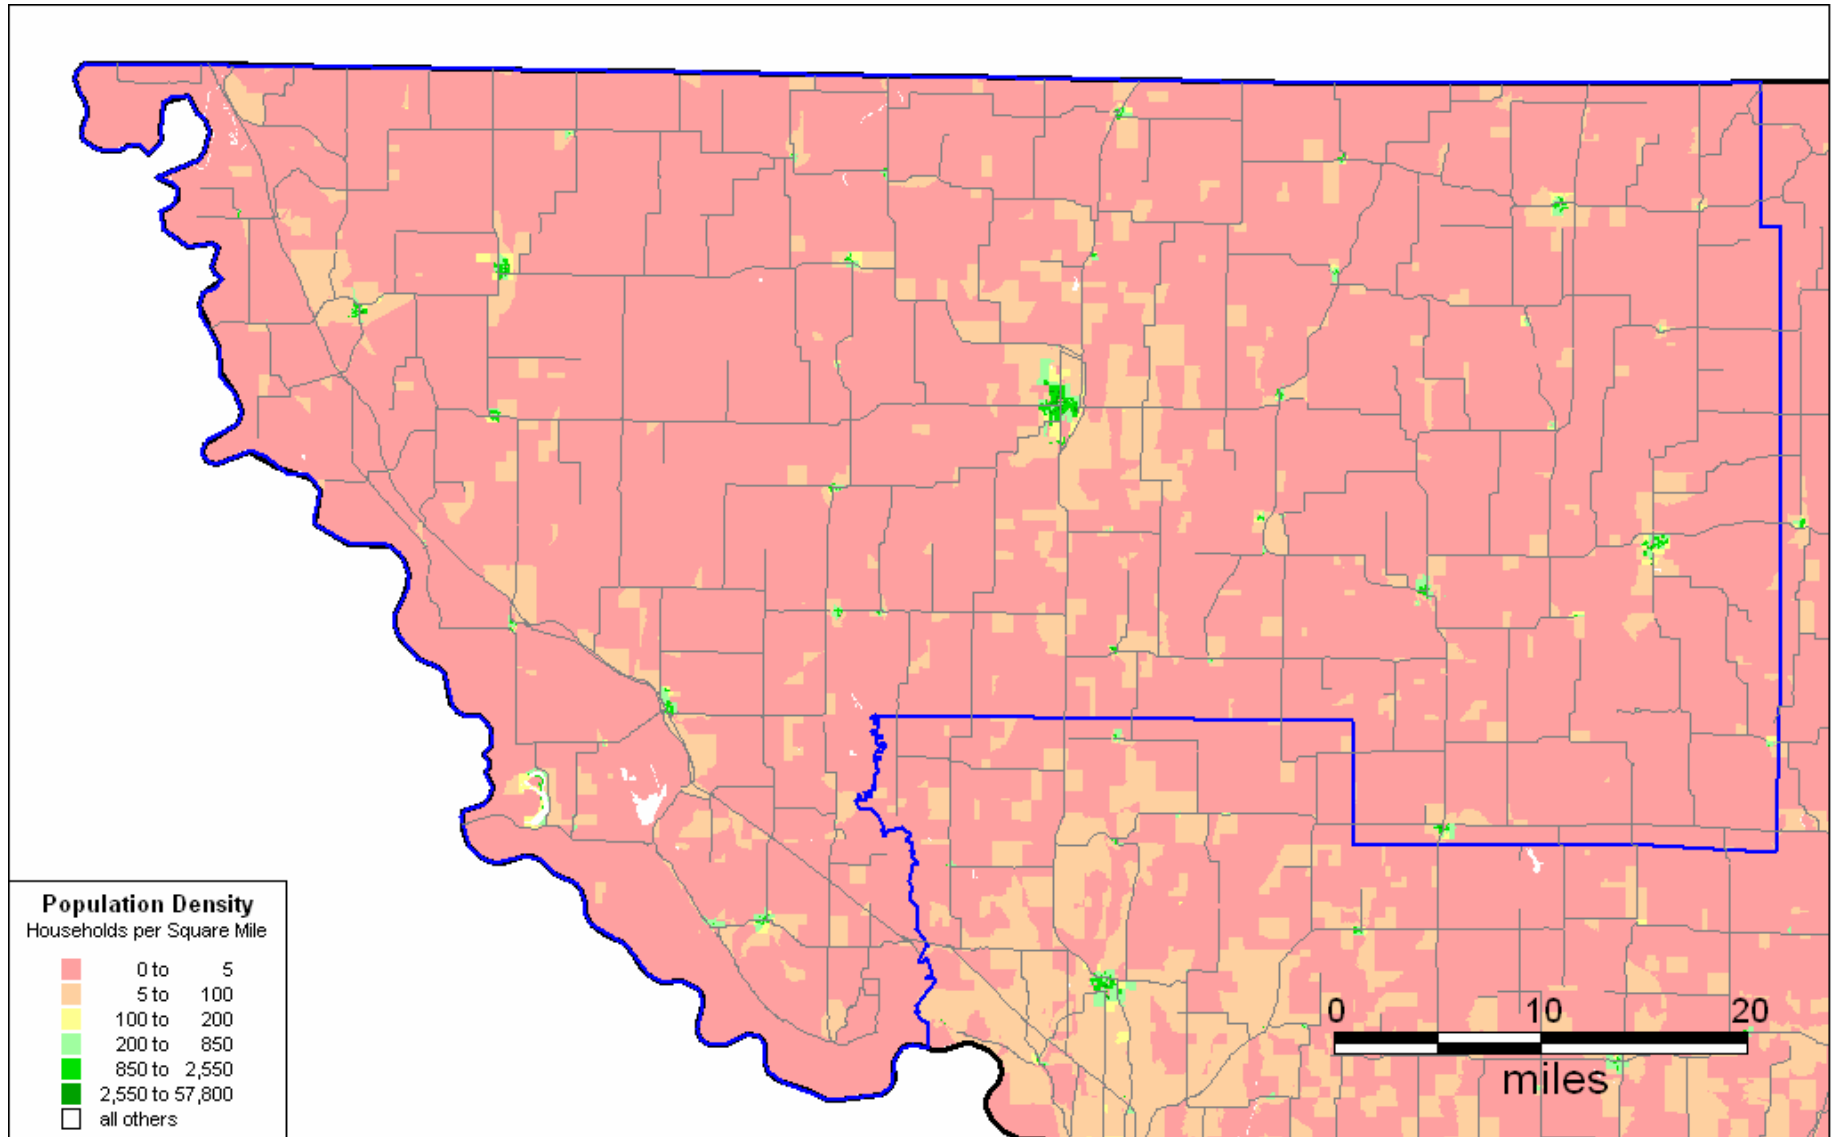 Population Density
Households per Square Mile
0 to 5
5 to 100
100 to 200
200 to 850
850 to 2,550
2,550 to 57,800
all others
0 10 20
miles